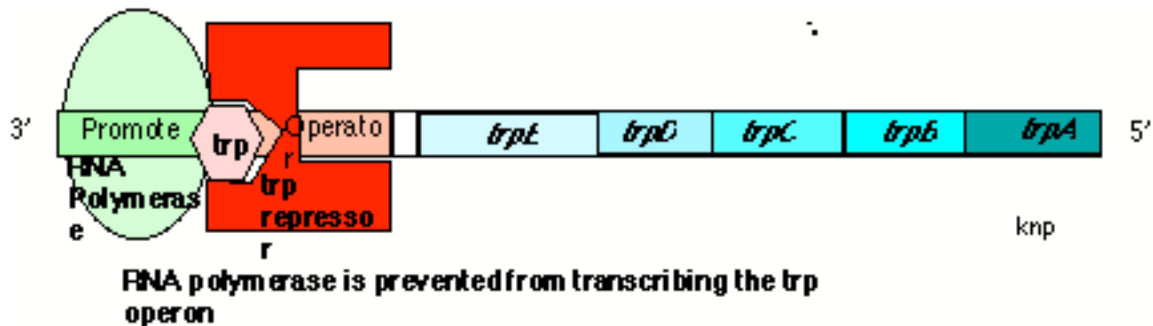 3' Promote trp Operato trpE trpD trpC trpB trpA 5'
r
RNA
Polymeras
e
trp
represso
r
knp
RNA polymerase is prevented from transcribing the trp
operon